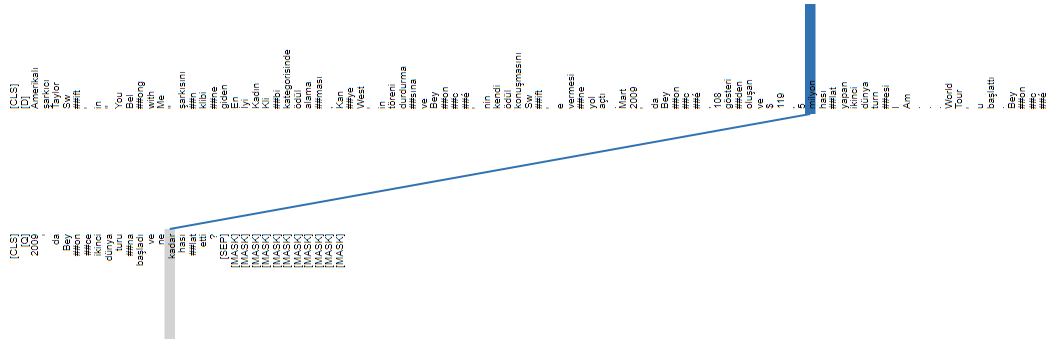 [CLS] [D] Amerikalı şarkıcı Taylor Sw ##ift ' in " You Bel ##ong with Me " şarkısını ##n klibi ##ne giden En İyi Kadın Kli ##bi kategorisinde ödül alana ##ması , Kan ##ye West ' in töreni durdurma ##sına ve Bey ##on ##c ##é ' nin kendi ödül konuşmasını Sw ##ift ' e vermesi ##ne yol açtı . Mart 2009 ' da Bey ##on ##c ##é , 108 gösteri ##den oluşan ve $ 119 , 5 milyon hası ##lat yapan ikinci dünya turn ##esi I Am . . . World Tour ' u başlattı . Bey ##on ##c ##é
[CLS] [Q] 2009 ' da Bey ##on ##ce ikinci dünya turu ##na başladı ve ne kadar hası ##lat etti ? [SEP] [MASK] [MASK] [MASK] [MASK] [MASK] [MASK] [MASK] [MASK] [MASK] [MASK] [MASK]